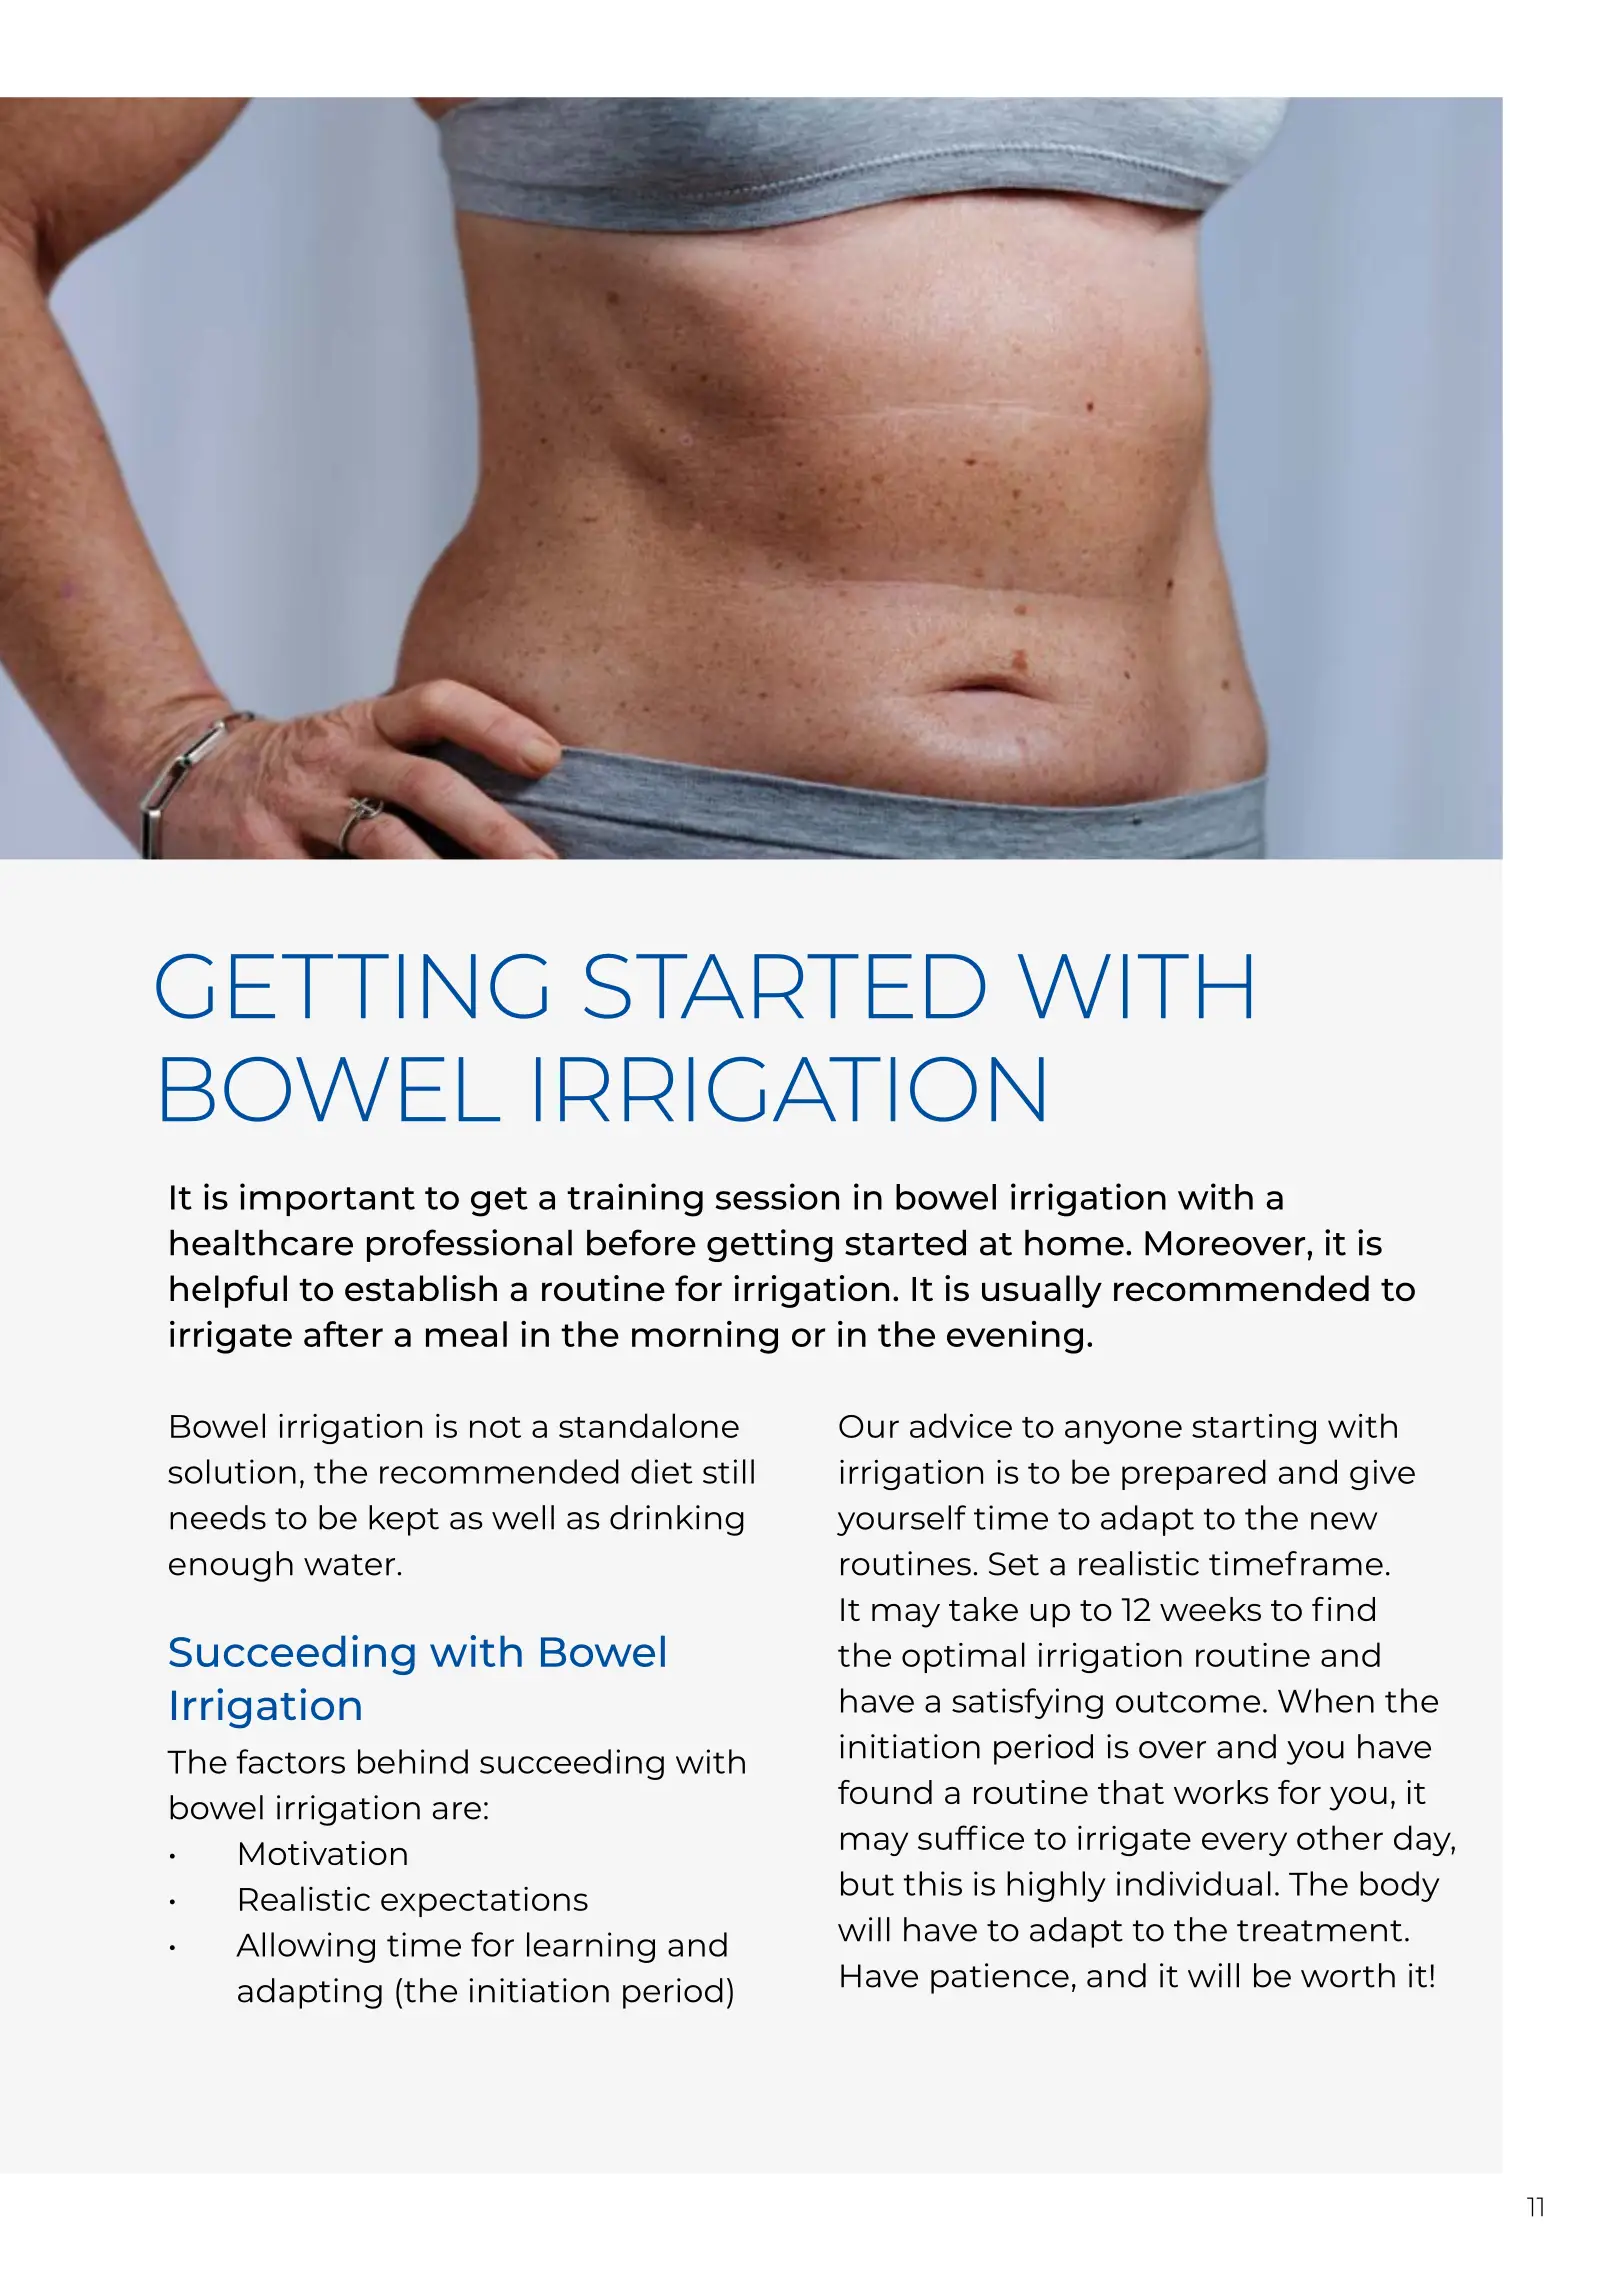 GETTING STARTED WITH
BOWEL IRRIGATION
It is important to get a training session in bowel irrigation with a
healthcare professional before getting started at home. Moreover, it is
helpful to establish a routine for irrigation. It is usually recommended to
irrigate after a meal in the morning or in the evening.
Bowel irrigation is not a standalone
solution, the recommended diet still
needs to be kept as well as drinking
enough water.
Succeeding with Bowel
Irrigation
The factors behind succeeding with
bowel irrigation are:
• Motivation
• Realistic expectations
• Allowing time for learning and
adapting (the initiation period)
Our advice to anyone starting with
irrigation is to be prepared and give
yourself time to adapt to the new
routines. Set a realistic timeframe.
It may take up to 12 weeks to find
the optimal irrigation routine and
have a satisfying outcome. When the
initiation period is over and you have
found a routine that works for you, it
may suffice to irrigate every other day,
but this is highly individual. The body
will have to adapt to the treatment.
Have patience, and it will be worth it!
11